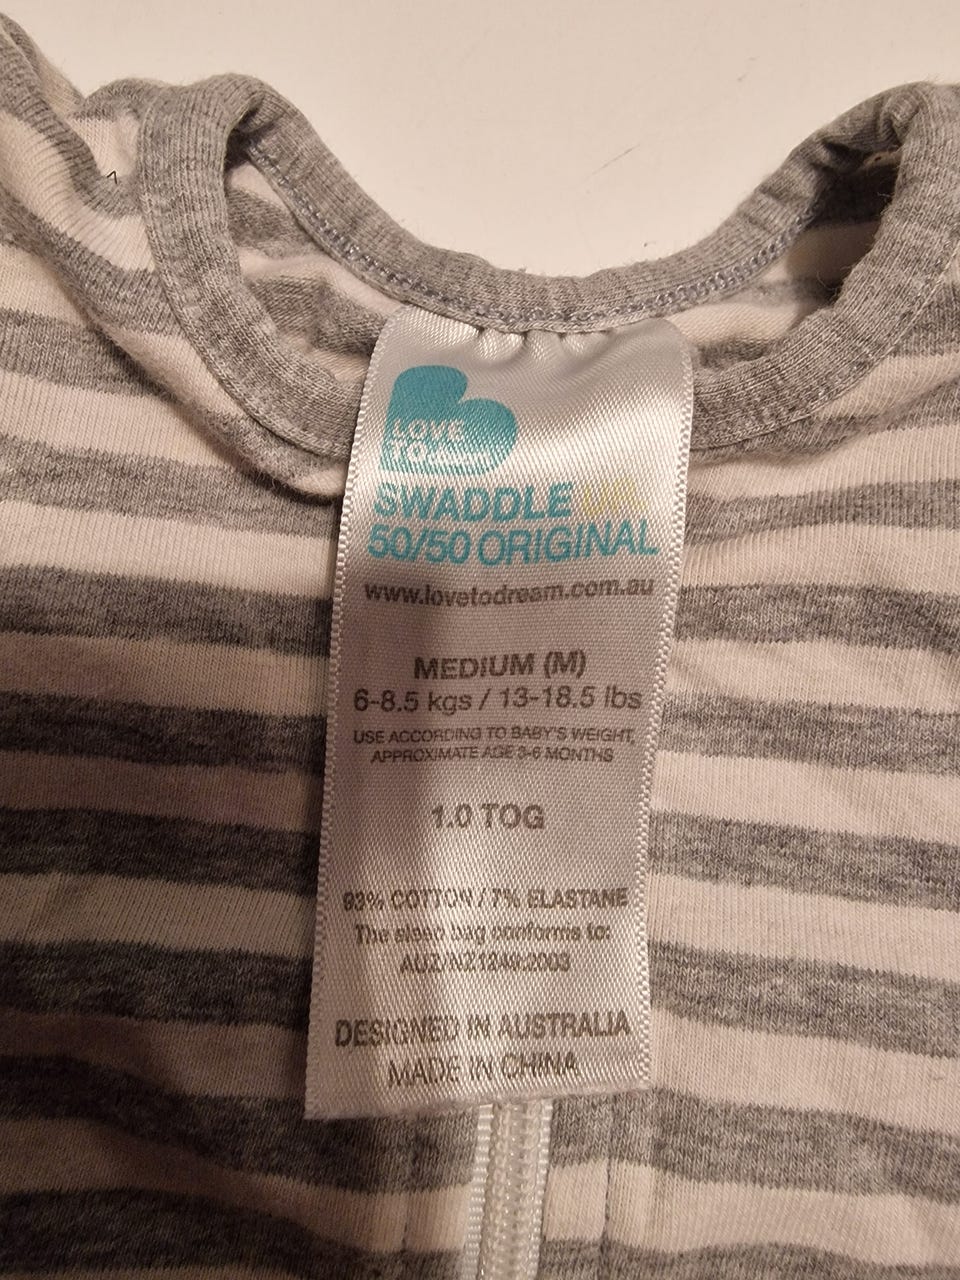 LOVE
TO
SWADDLE UP
50/50 ORIGINAL
www.lovetodream.com.au
MEDIUM (M)
6-8.5 kgs / 13-18.5 lbs
USE ACCORDING TO BABY'S WEIGHT,
APPROXIMATE AGE 3-6 MONTHS
1.0 TOG
93% COTTON / 7% ELASTANE
The sleep bag conforms to:
DESIGNED IN AUSTRALIA
MADE IN CHINA